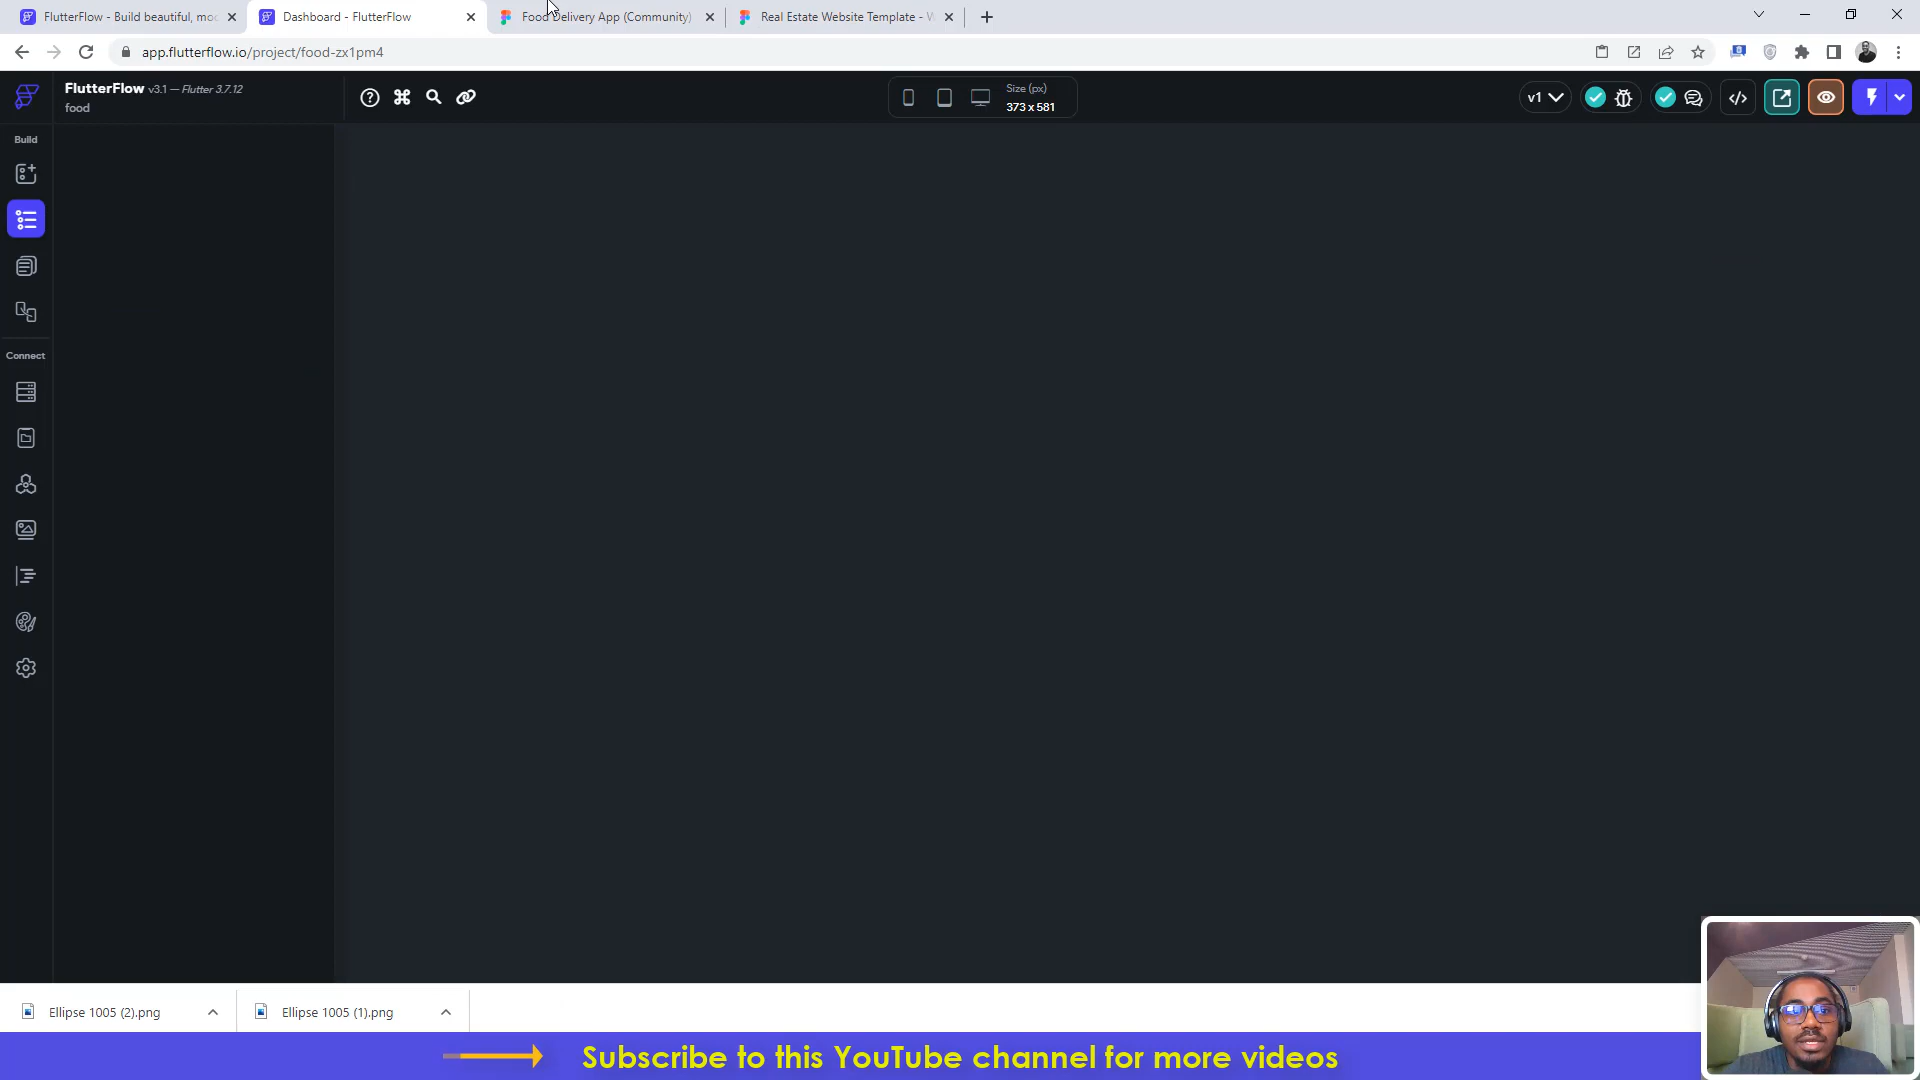 FlutterFlow - Build beautiful, mo
Dashboard - FlutterFlow
Food Delivery App (Community)
Real Estate Website Template - W
app.flutterflow.io/project/food-zx1pm4
FlutterFlow v3.1 — Flutter 3.7.12
food
Size (px)
373 x 581
v1
Build
Connect
Ellipse 1005 (2).png
Ellipse 1005 (1).png
Subscribe to this YouTube channel for more videos